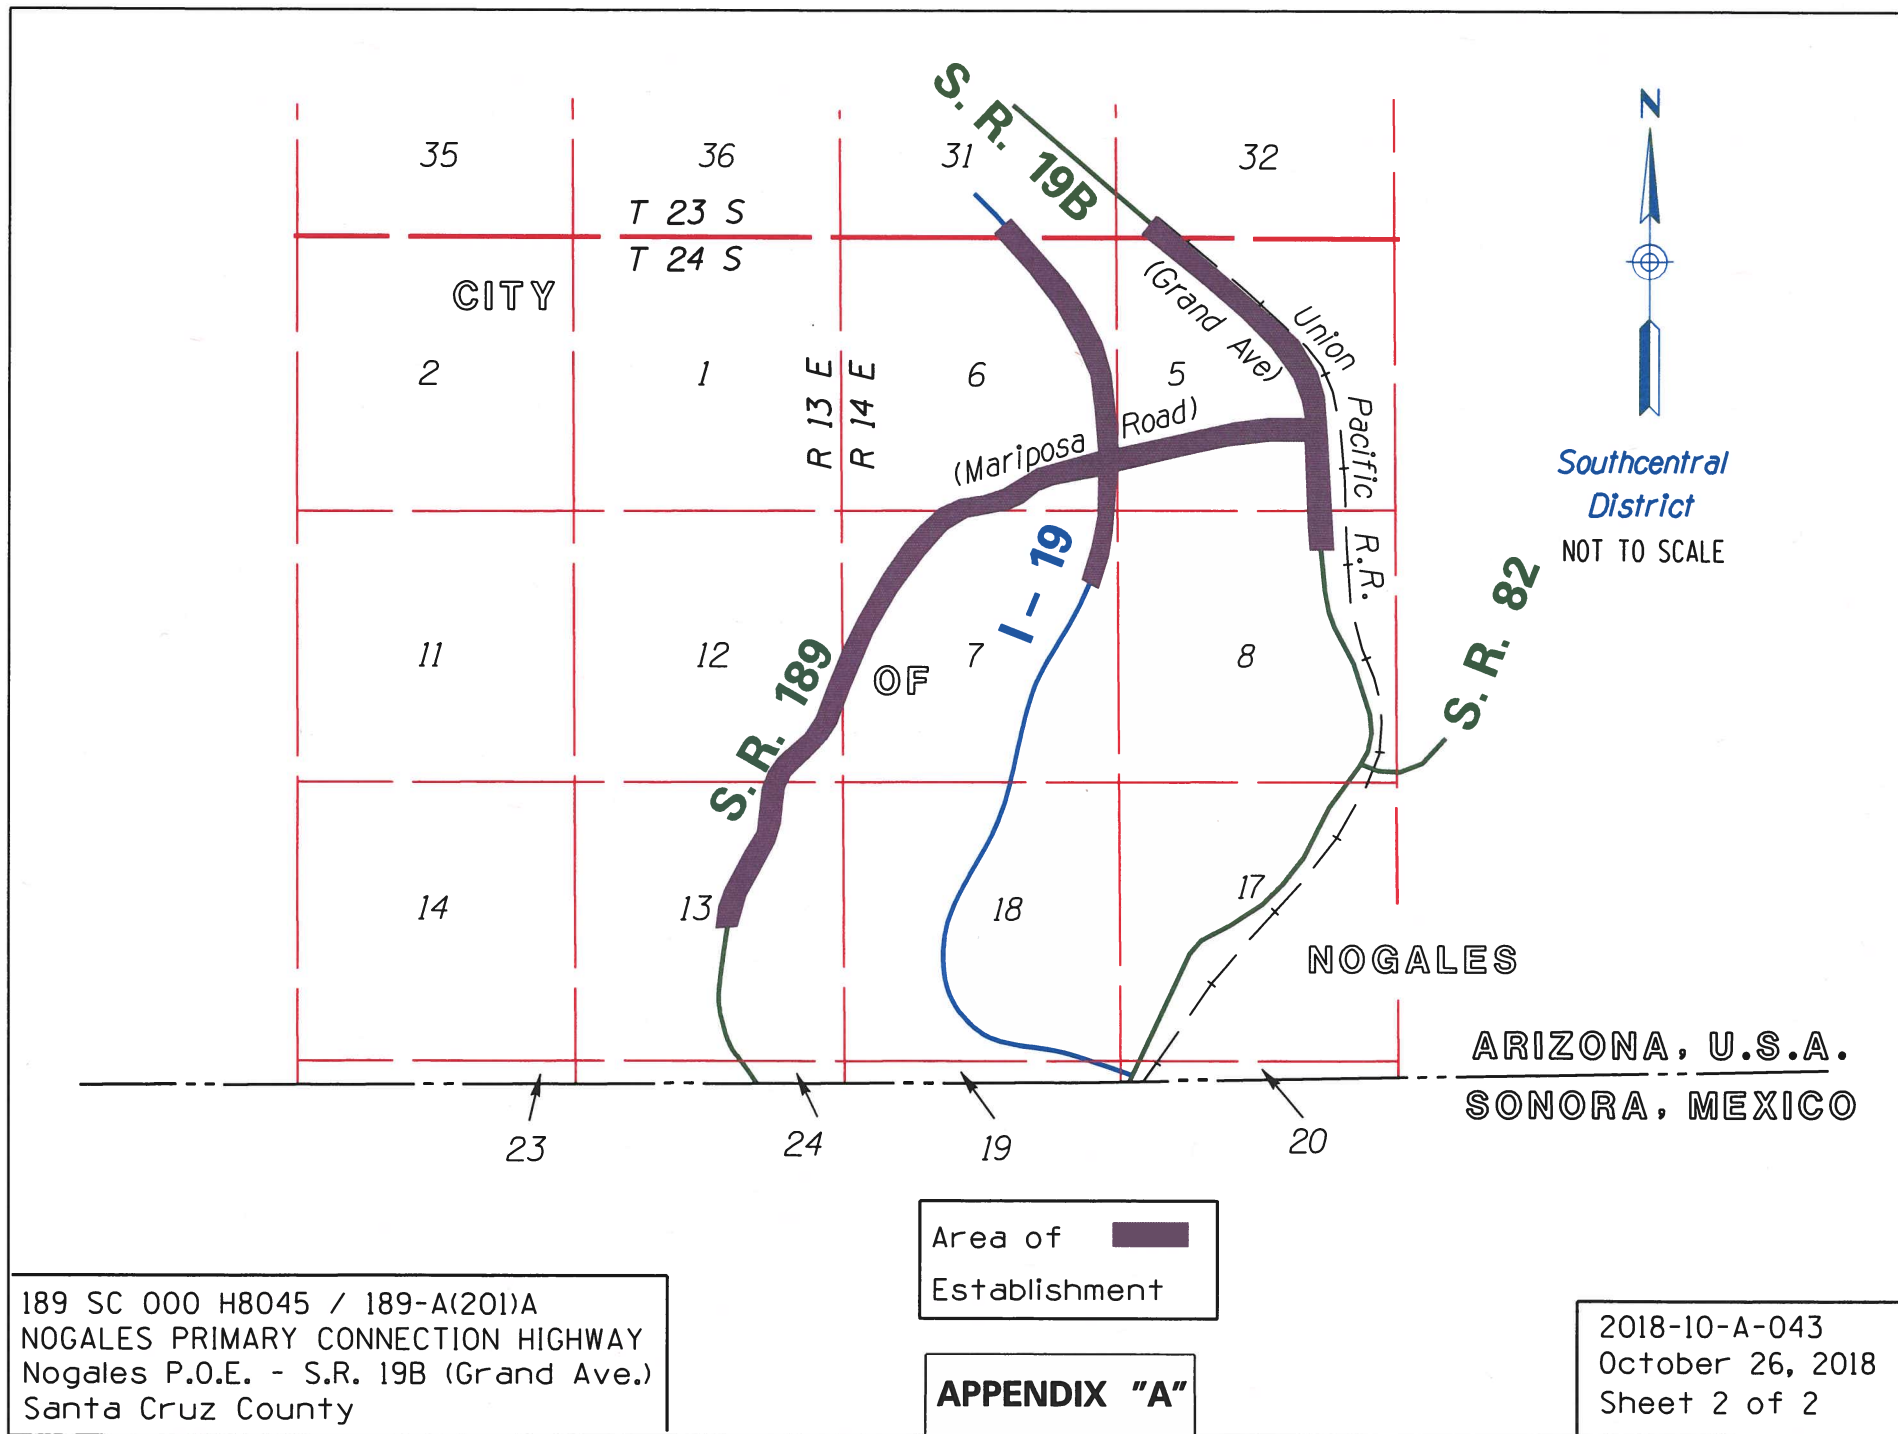 S. R. 19B
N
35
36
31
32
T 23 S
T 24 S
CITY
(Grand Ave)
Union Pacific R.R.
2
1
R 13 E
R 14 E
6
5
(Mariposa Road)
Southcentral
District
NOT TO SCALE
I-19
S. R. 82
11
12
S. R. 189
OF
7
8
14
13
18
17
NOGALES
ARIZONA, U.S.A.
SONORA, MEXICO
23
24
19
20
Area of
Establishment
189 SC 000 H8045 / 189-A(201)A
NOGALES PRIMARY CONNECTION HIGHWAY
Nogales P.O.E. - S.R. 19B (Grand Ave.)
Santa Cruz County
APPENDIX "A"
2018-10-A-043
October 26, 2018
Sheet 2 of 2